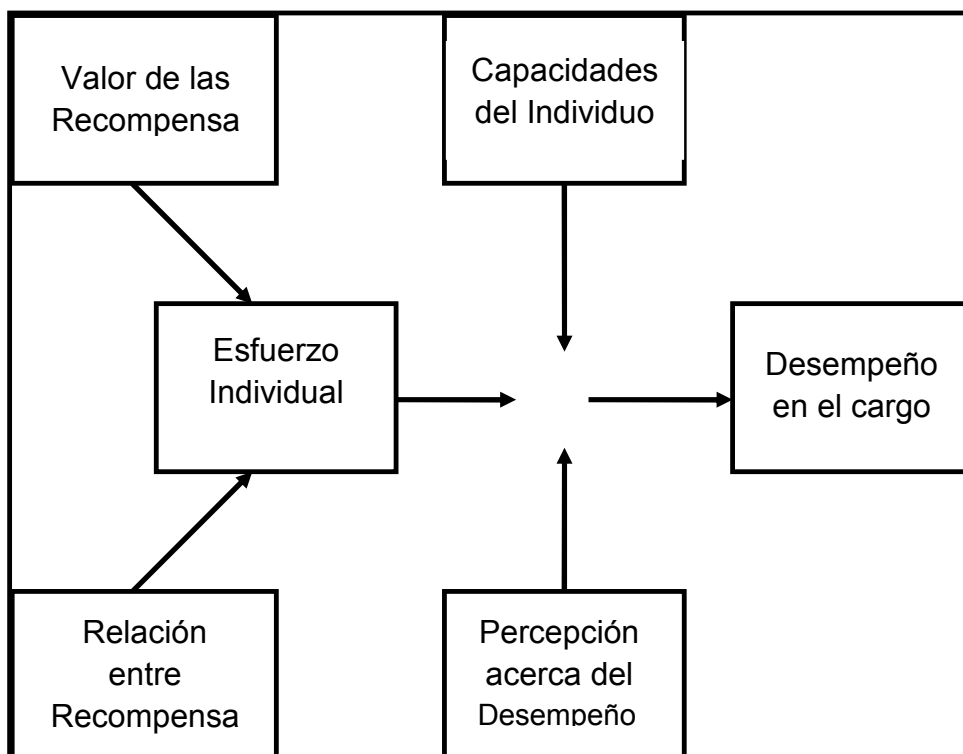 Valor de las
Recompensa
Capacidades
del Individuo
Esfuerzo
Individual
Desempeño
en el cargo
Relación
entre
Recompensa
Percepción
acerca del
Desempeño